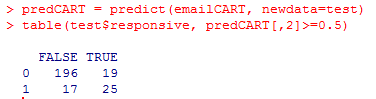 > predCART = predict(emailCART, newdata=test)
> table(test$responsive, predCART[,2]>=0.5)
FALSE TRUE
0 196 19
1 17 25